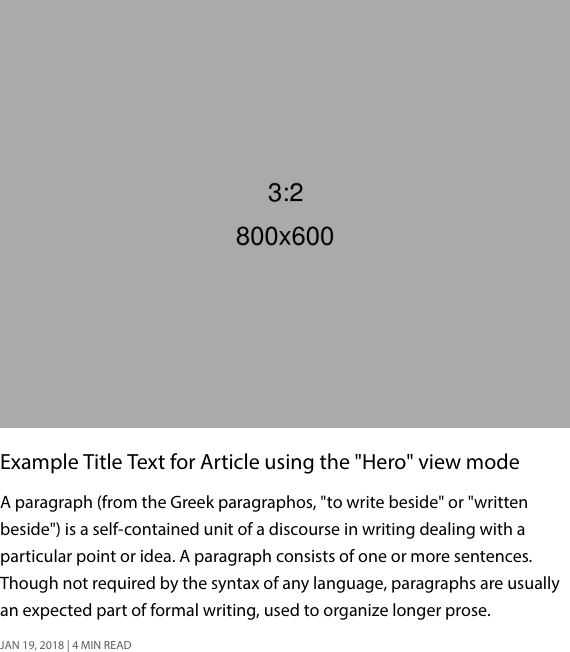 3:2
800x600
Example Title Text for Article using the "Hero" view mode
A paragraph (from the Greek paragraphos, "to write beside" or "written
beside") is a self-contained unit of a discourse in writing dealing with a
particular point or idea. A paragraph consists of one or more sentences.
Though not required by the syntax of any language, paragraphs are usually
an expected part of formal writing, used to organize longer prose.
JAN 19, 2018 | 4 MIN READ